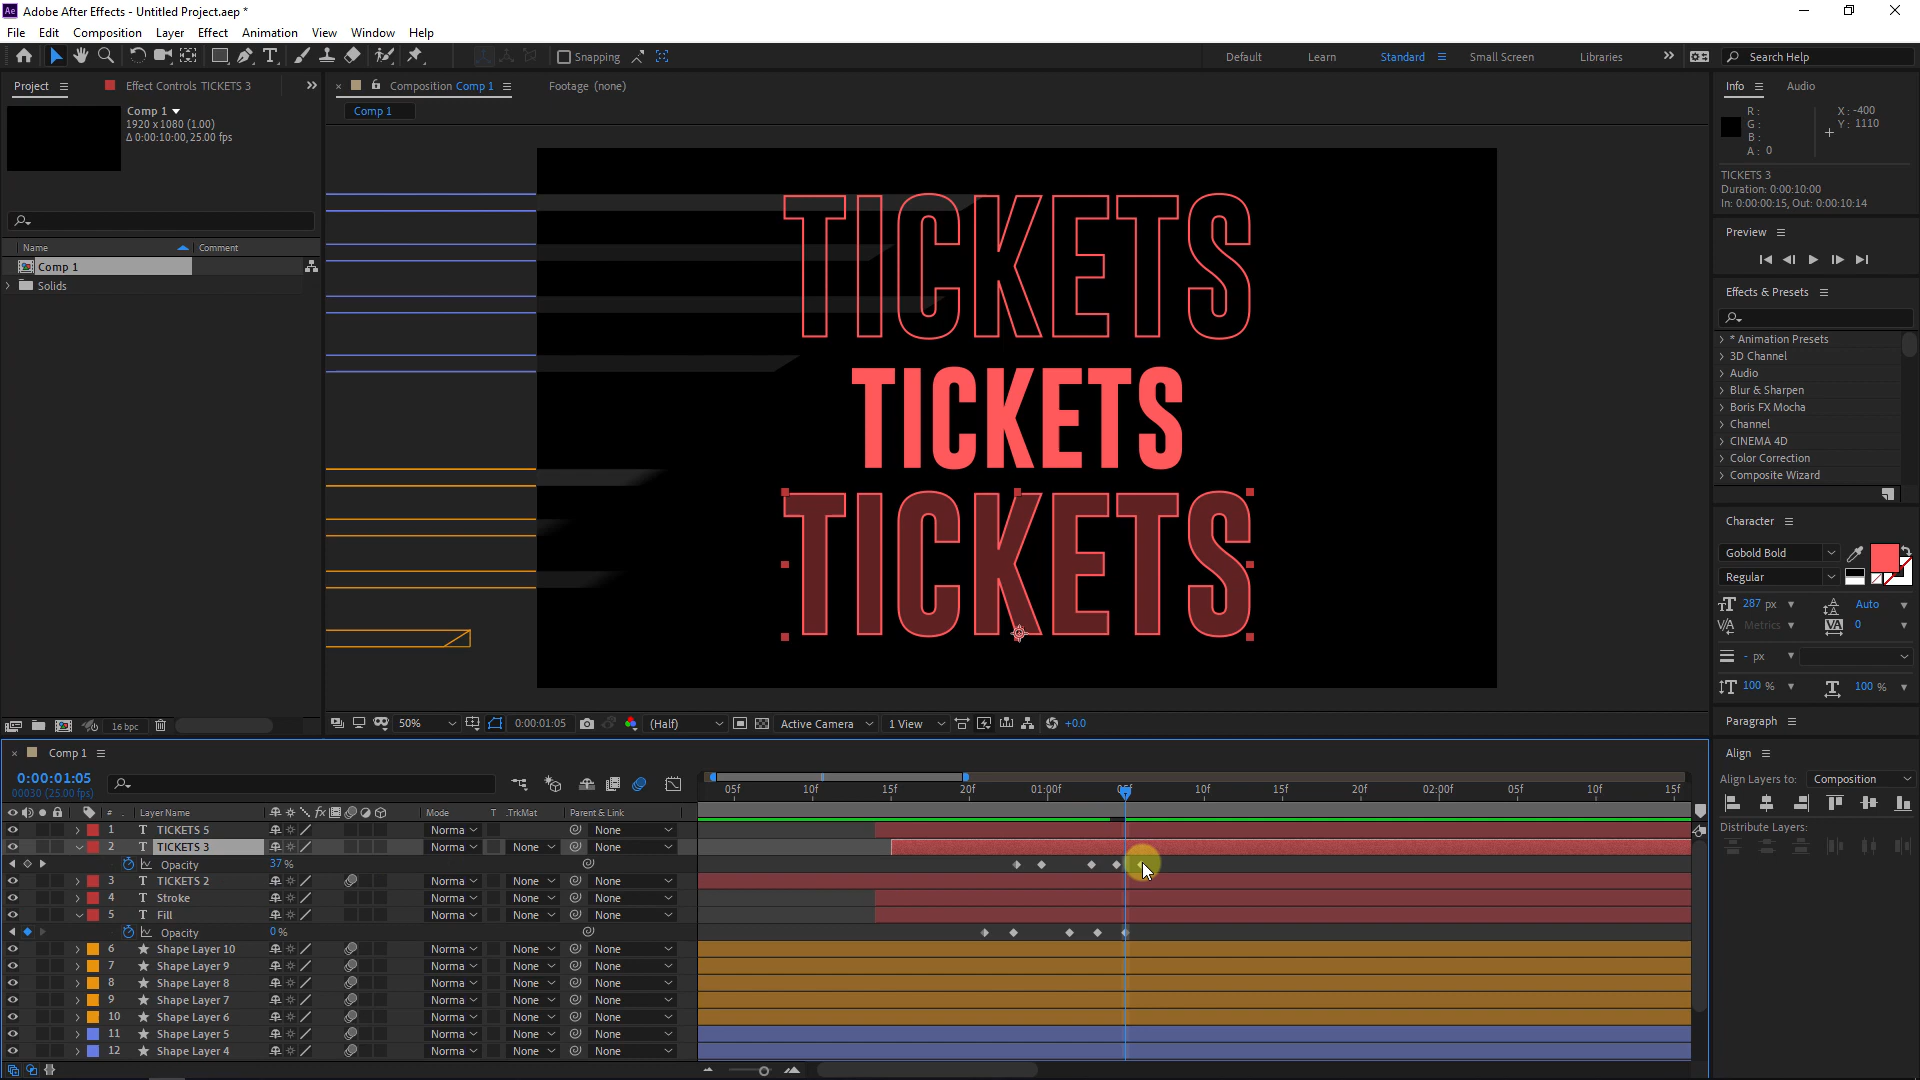 Ae Adobe After Effects - Untitled Project.aep *
File Edit Composition Layer Effect Animation View Window Help
Snapping Default Learn Standard Small Screen Libraries Search Help
Project Effect Controls TICKETS 3
Composition Comp 1 Footage (none)
Comp 1
Comp 1
1920 x 1080 (1.00)
Δ 0:00:10:00, 25.00 fps
Name Comment
Comp 1
Solids
16 bpc
TICKETS
TICKETS
TICKETS
50% 0:00:01:05 (Half) Active Camera 1 View +0.0
Info Audio
R:
G:
B:
A: 0
X: -400
Y: 1110
TICKETS 3
Duration: 0:00:10:00
In: 0:00:00:15, Out: 0:00:10:14
Preview
Effects & Presets
* Animation Presets
3D Channel
Audio
Blur & Sharpen
Boris FX Mocha
Channel
CINEMA 4D
Color Correction
Composite Wizard
Character
Gobold Bold
Regular
287 px Auto
Metrics 0
- px
100 % 100 %
Paragraph
Align
Align Layers to: Composition
Distribute Layers:
Comp 1
0:00:01:05
00030 (25.00 fps)
05f 10f 15f 20f 01:00f 05f 10f 15f 20f 02:00f 05f 10f 15f
# Layer Name fx Mode T .TrkMat Parent & Link
1 T TICKETS 5 Norma None
2 T TICKETS 3 Norma None None
Opacity 37 %
3 T TICKETS 2 Norma None None
4 T Stroke Norma None None
5 T Fill Norma None None
Opacity 0 %
6 Shape Layer 10 Norma None None
7 Shape Layer 9 Norma None None
8 Shape Layer 8 Norma None None
9 Shape Layer 7 Norma None None
10 Shape Layer 6 Norma None None
11 Shape Layer 5 Norma None None
12 Shape Layer 4 Norma None None